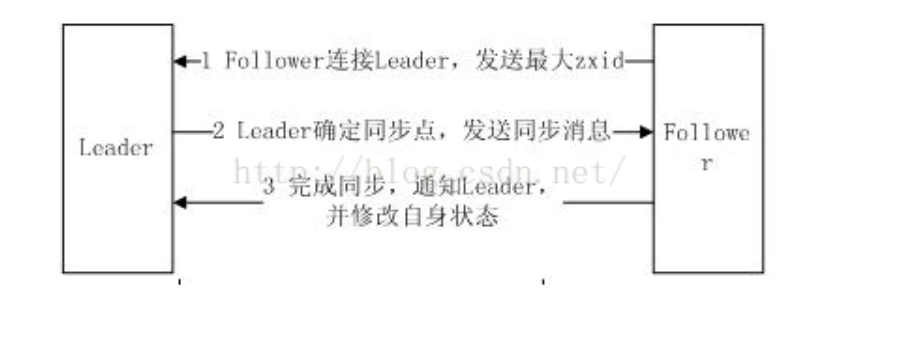 1 Follower连接Leader，发送最大zxid
2 Leader确定同步点，发送同步消息
Leader
Followe
r
http://blog.csdn.net/
3 完成同步，通知Leader，
并修改自身状态